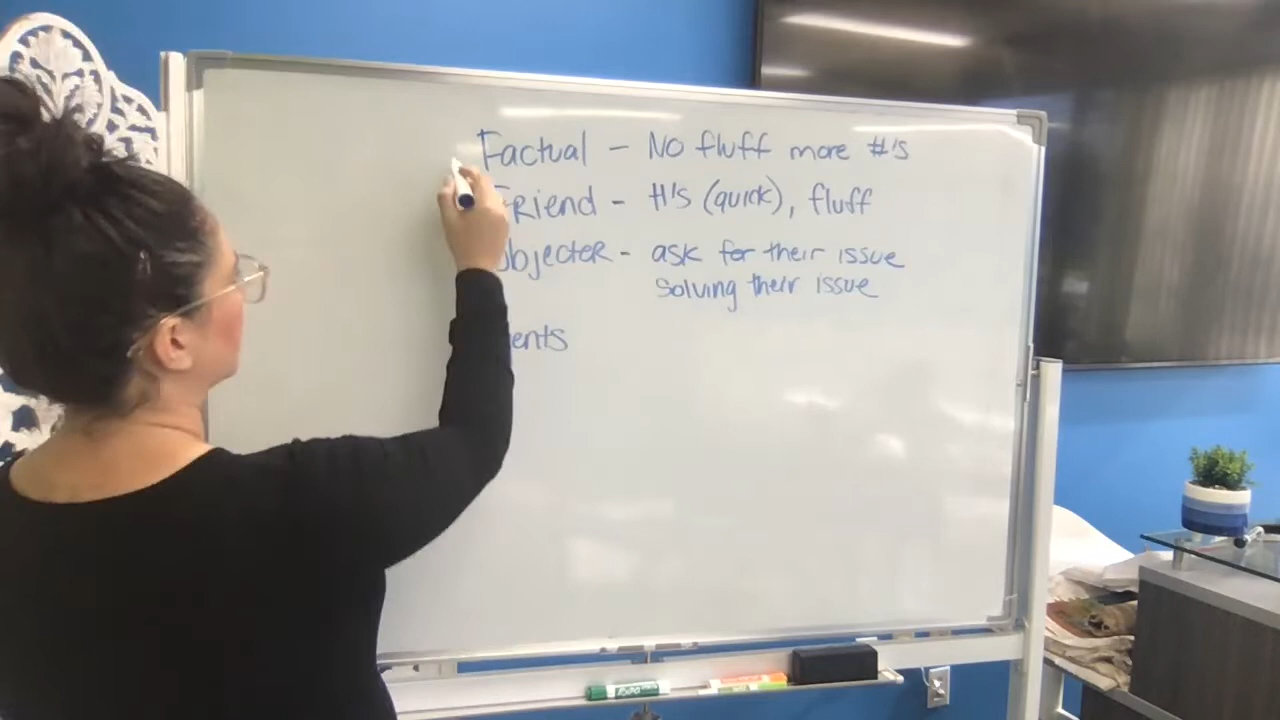 Factual - No fluff more #'s
Friend - #'s (quick), fluff
Objecter - ask for their issue
solving their issue
ents